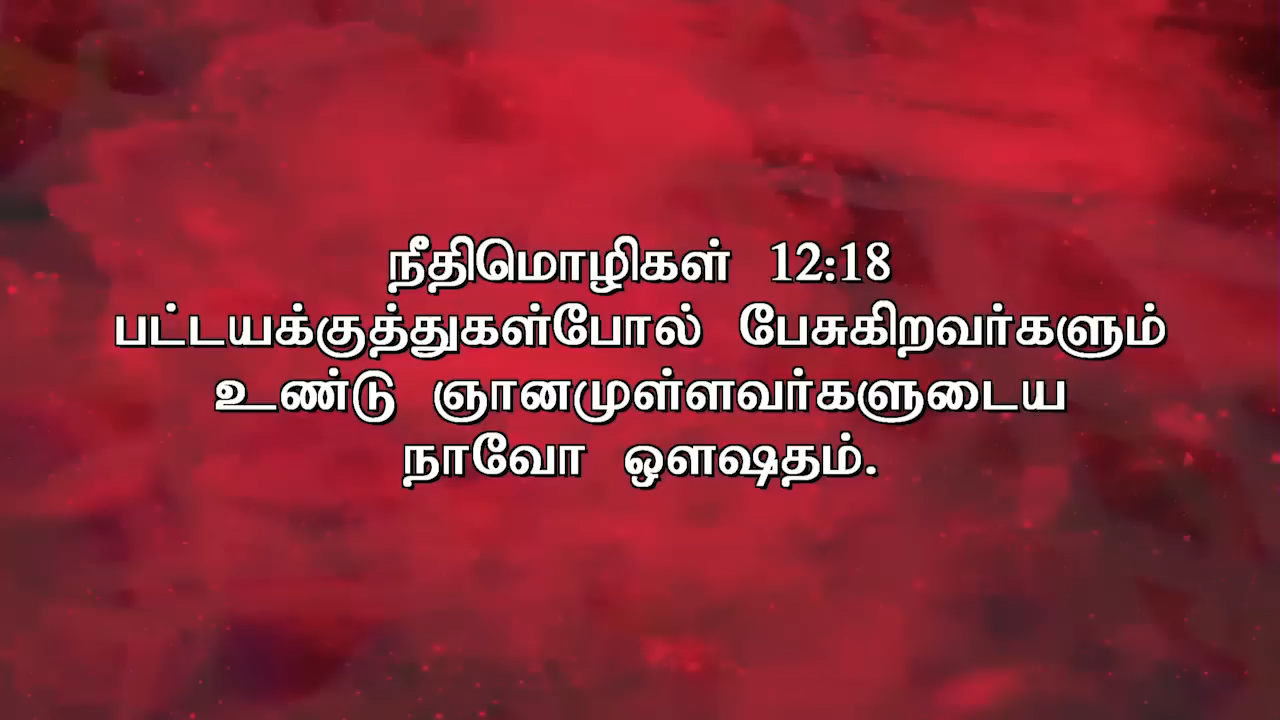 நீதிமொழிகள் 12:18
பட்டயக்குத்துகள்போல் பேசுகிறவர்களும்
உண்டு ஞானமுள்ளவர்களுடைய
நாவோ ஔஷதம்.